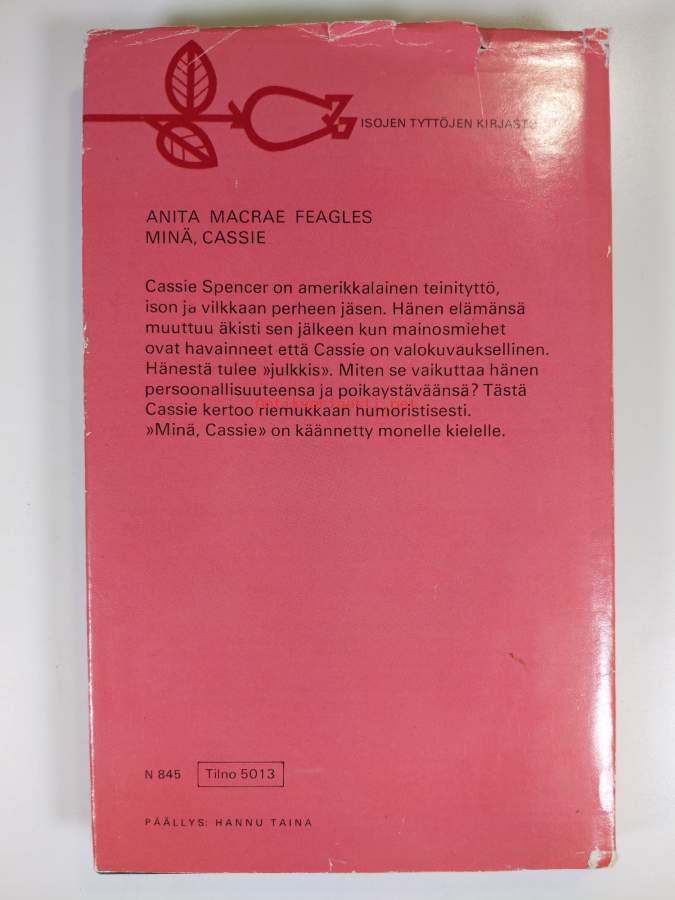 ISOJEN TYTTÖJEN KIRJASTO
ANITA MACRAE FEAGLES
MINÄ, CASSIE
Cassie Spencer on amerikkalainen teinityttö,
ison ja vilkkaan perheen jäsen. Hänen elämänsä
muuttuu äkisti sen jälkeen kun mainosmiehet
ovat havainneet että Cassie on valokuvauksellinen.
Hänestä tulee »julkkis». Miten se vaikuttaa hänen
persoonallisuuteensa ja poikaystäväänsä? Tästä
Cassie kertoo riemukkaan humoristisesti.
»Minä, Cassie» on käännetty monelle kielelle.
N 845 Tilno 5013
PÄÄLLYS: HANNU TAINA